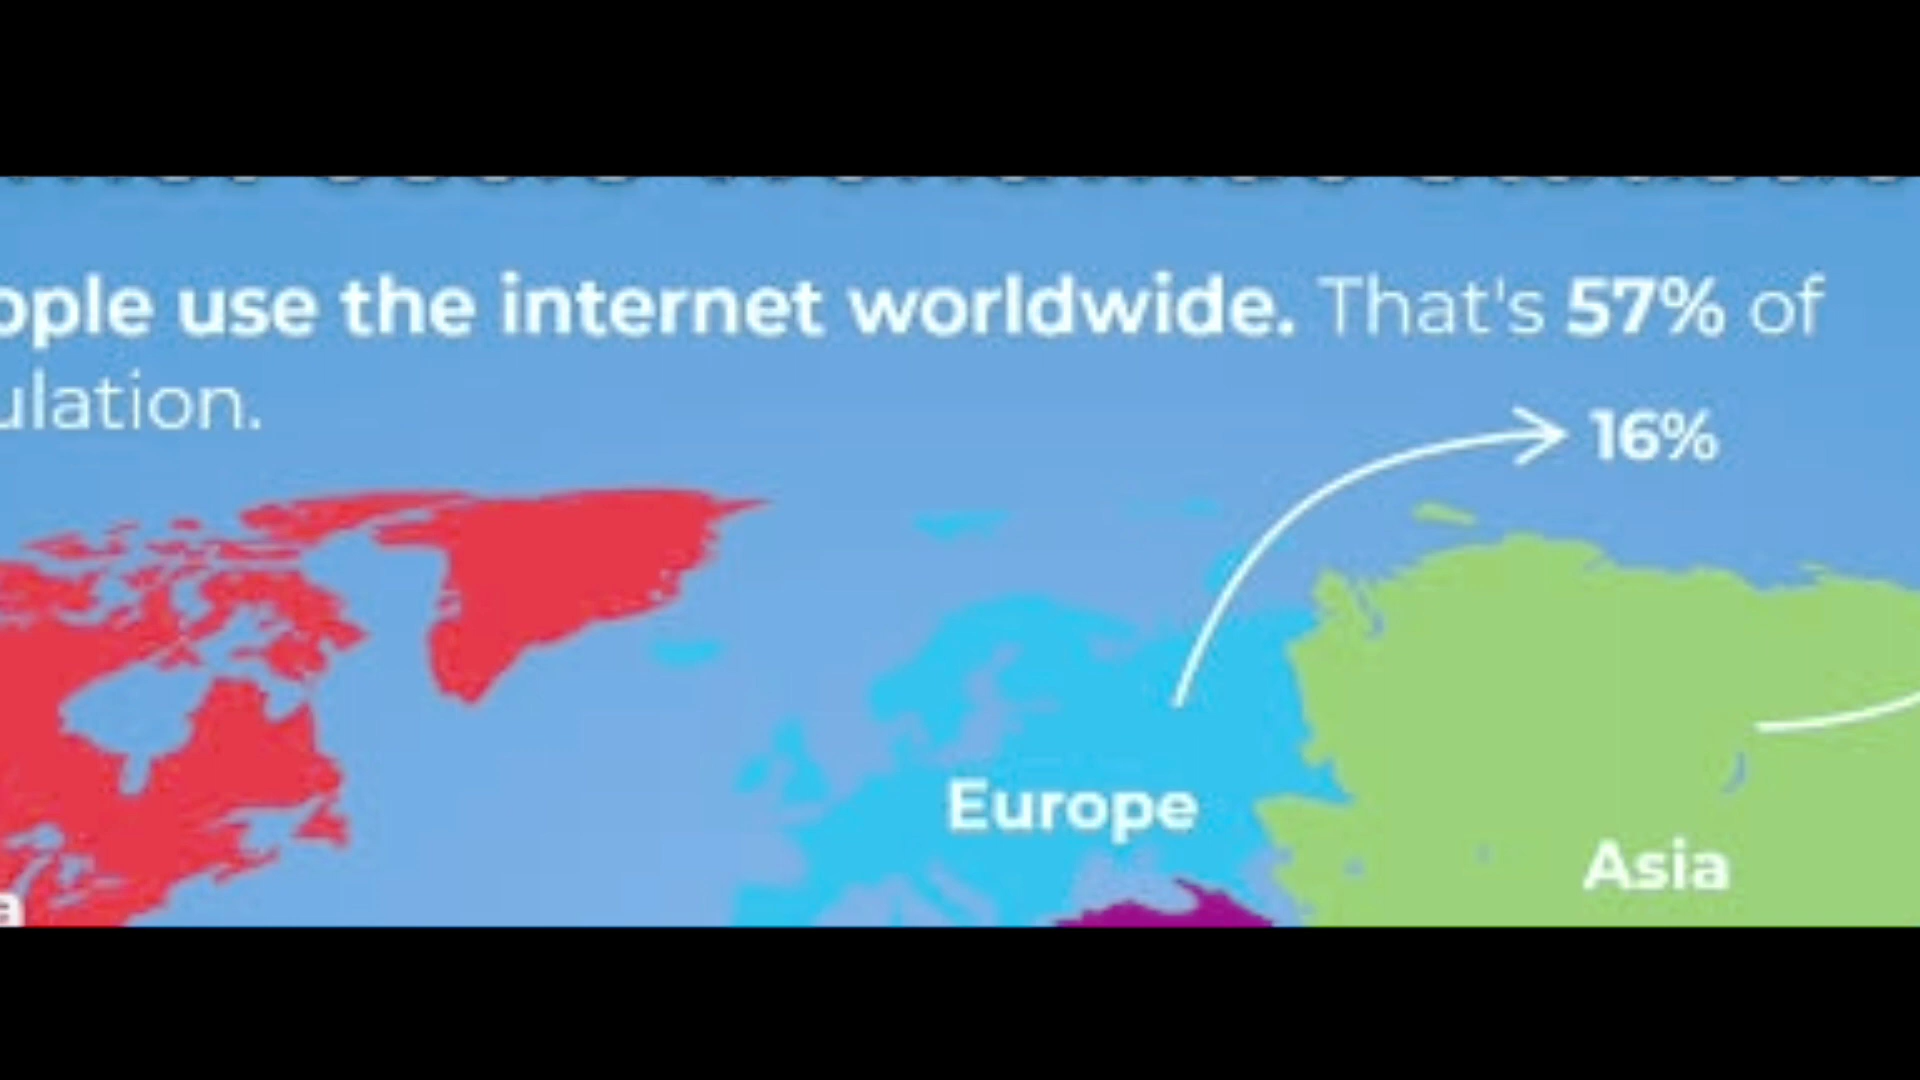 ople use the internet worldwide. That's 57% of
ulation.
16%
Europe
Asia
a